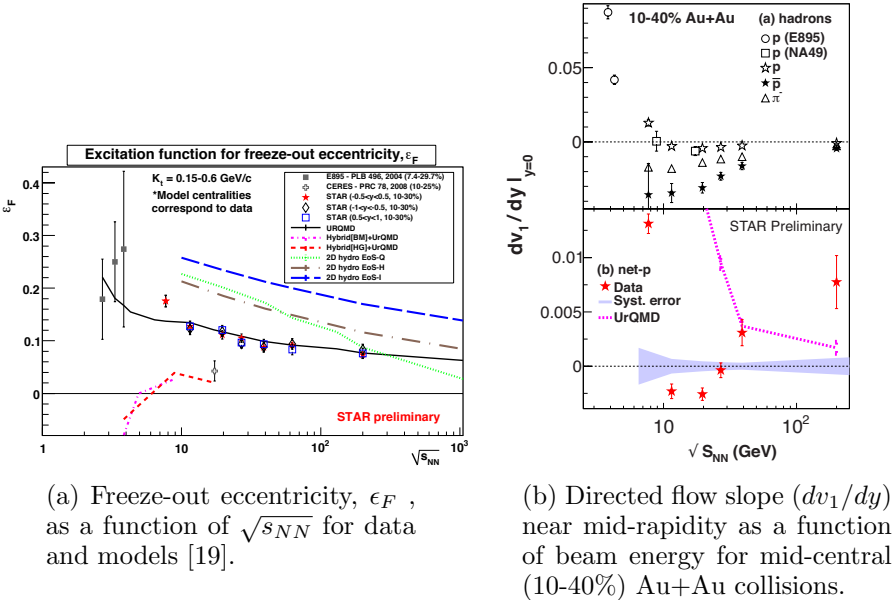 Excitation function for freeze-out eccentricity, ε_F
K_t = 0.15-0.6 GeV/c
*Model centralities
correspond to data
E895 - PLB 496, 2004 (7.4-29.7%)
CERES - PRC 78, 2008 (10-25%)
STAR (-0.5<y<0.5, 10-30%)
STAR (-1<y<-0.5, 10-30%)
STAR (0.5<y<1, 10-30%)
URQMD
Hybrid[BM]+UrQMD
Hybrid[HG]+UrQMD
2D hydro EoS-Q
2D hydro EoS-H
2D hydro EoS-I
ε_F
0.4
0.3
0.2
0.1
0.0
STAR preliminary
1
10
10²
10³
√s_NN
(a) Freeze-out eccentricity, ϵ_F ,
as a function of √s_NN for data
and models [19].
10-40% Au+Au
(a) hadrons
p (E895)
p (NA49)
p
p̄
π⁻
0.05
0
dv₁/dy|_{y=0}
STAR Preliminary
(b) net-p
Data
Syst. error
UrQMD
0.01
0.005
0
10
10²
√S_NN (GeV)
(b) Directed flow slope (dv₁/dy)
near mid-rapidity as a function
of beam energy for mid-central
(10-40%) Au+Au collisions.